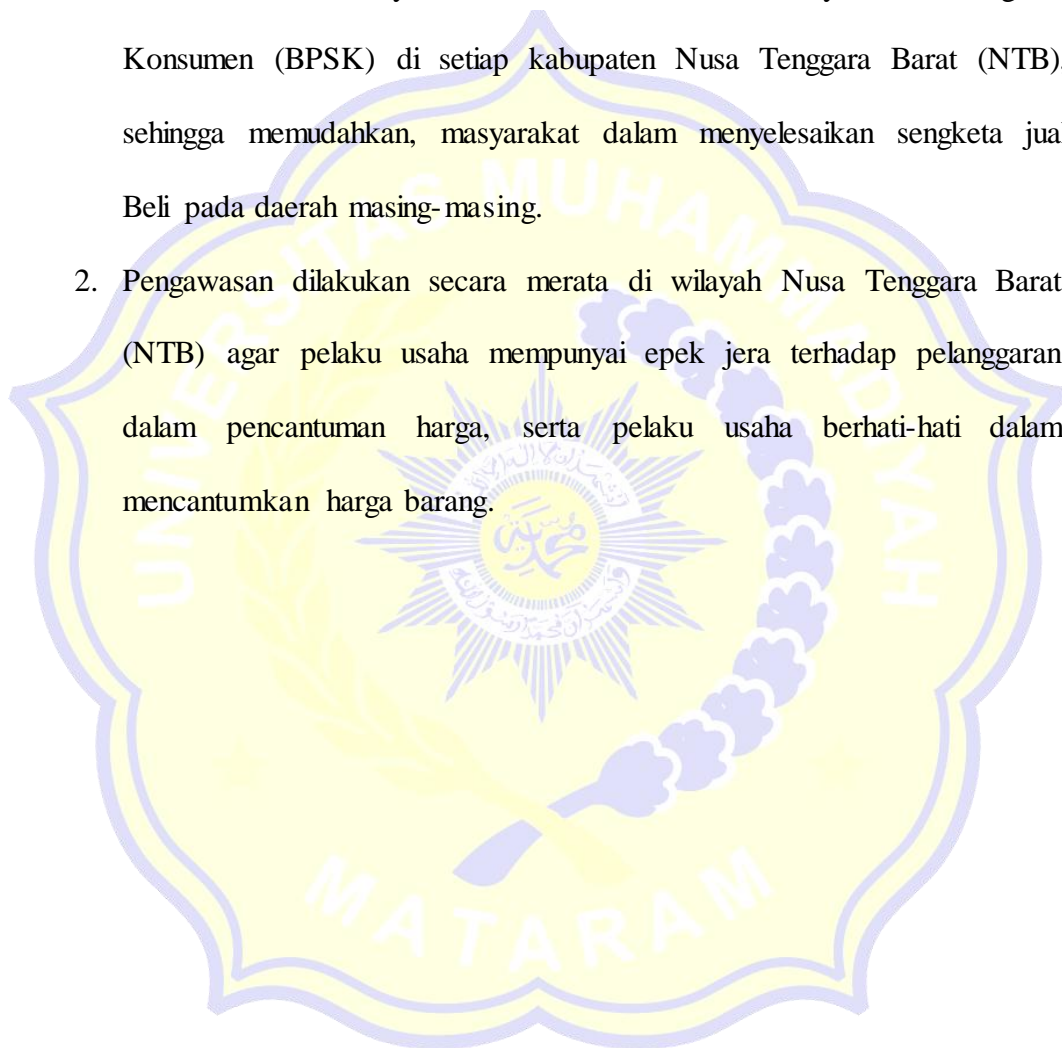 Konsumen (BPSK) di setiap kabupaten Nusa Tenggara Barat (NTB).
sehingga memudahkan, masyarakat dalam menyelesaikan sengketa jual
Beli pada daerah masing-masing.
2. Pengawasan dilakukan secara merata di wilayah Nusa Tenggara Barat
(NTB) agar pelaku usaha mempunyai epek jera terhadap pelanggaran
dalam pencantuman harga, serta pelaku usaha berhati-hati dalam
mencantumkan harga barang.
UNIVERSITAS MUHAMMADIYAH
MATARAM